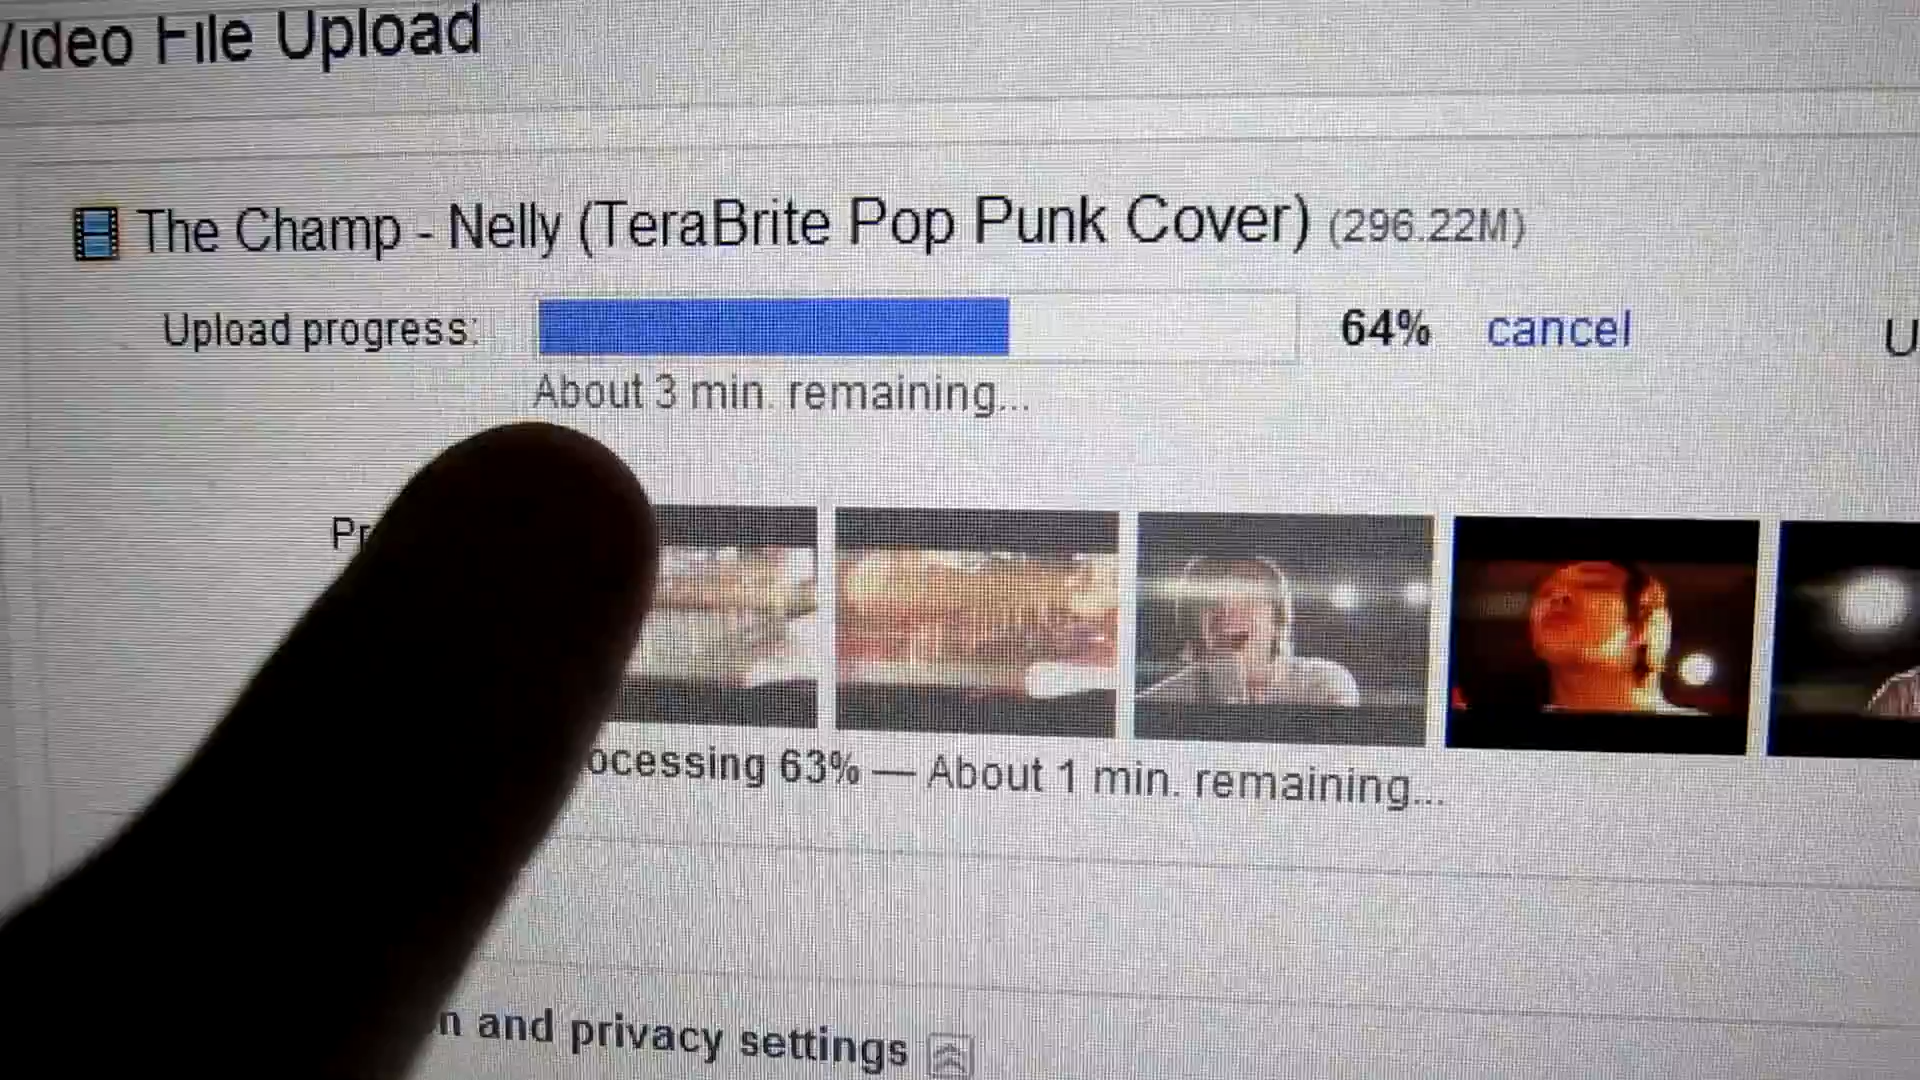 Video File Upload
The Champ - Nelly (TeraBrite Pop Punk Cover) (296.22M)
Upload progress: 64% cancel
About 3 min. remaining...
ocessing 63% — About 1 min. remaining...
and privacy settings